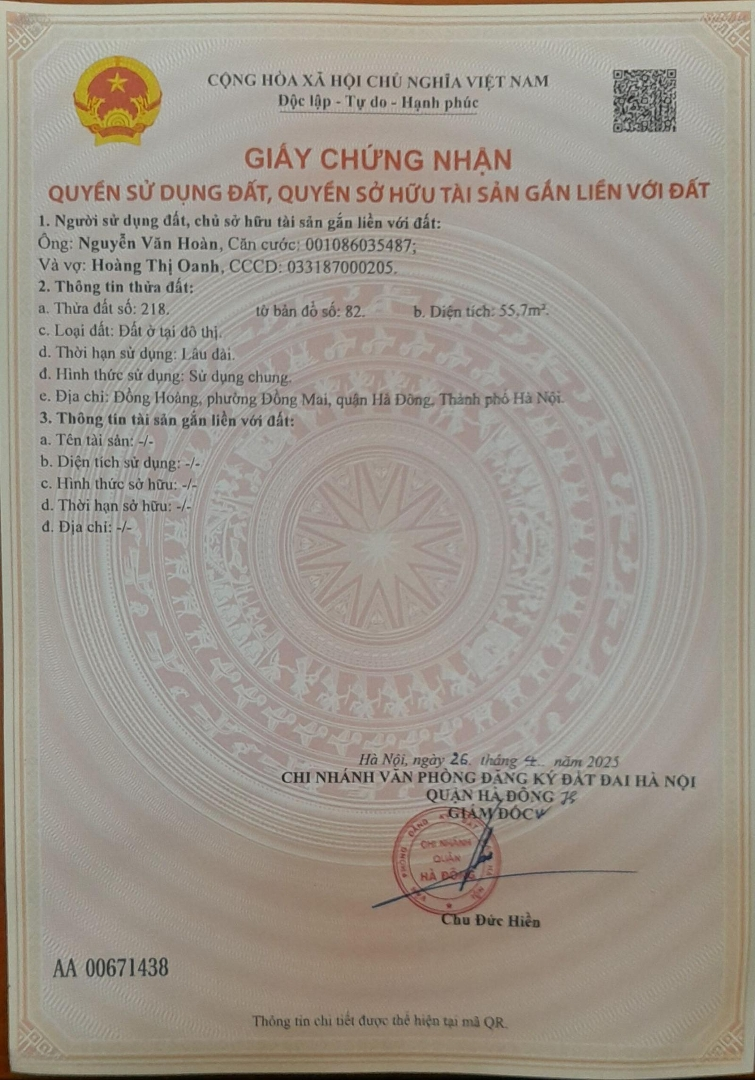 CỘNG HÒA XÃ HỘI CHỦ NGHĨA VIỆT NAM
Độc lập - Tự do - Hạnh phúc
GIẤY CHỨNG NHẬN
QUYỀN SỬ DỤNG ĐẤT, QUYỀN SỞ HỮU TÀI SẢN GẮN LIỀN VỚI ĐẤT
1. Người sử dụng đất, chủ sở hữu tài sản gắn liền với đất:
Ông: Nguyễn Văn Hoàn, Căn cước: 001086035487;
Và vợ: Hoàng Thị Oanh, CCCD: 033187000205.
2. Thông tin thửa đất:
a. Thửa đất số: 218. tờ bản đồ số: 82. b. Diện tích: 55,7m².
c. Loại đất: Đất ở tại đô thị.
d. Thời hạn sử dụng: Lâu dài.
đ. Hình thức sử dụng: Sử dụng chung.
e. Địa chỉ: Đồng Hoàng, phường Đồng Mai, quận Hà Đông, Thành phố Hà Nội.
3. Thông tin tài sản gắn liền với đất:
a. Tên tài sản: -/-
b. Diện tích sử dụng: -/-
c. Hình thức sở hữu: -/-
d. Thời hạn sở hữu: -/-
đ. Địa chỉ: -/-
Hà Nội, ngày 26 tháng 4 năm 2025
CHI NHÁNH VĂN PHÒNG ĐĂNG KÝ ĐẤT ĐAI HÀ NỘI
QUẬN HÀ ĐÔNG
GIÁM ĐỐC
CHI NHÁNH
QUẬN
HÀ ĐÔNG
Chu Đức Hiền
AA 00671438
Thông tin chi tiết được thể hiện tại mã QR.